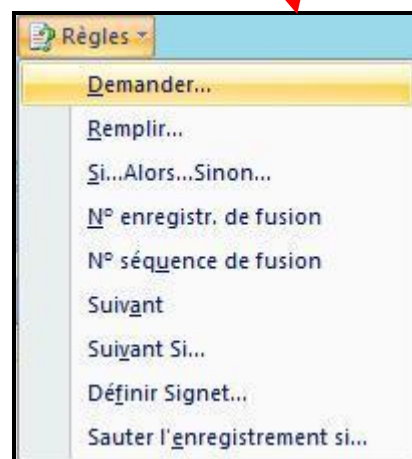 Règles
Demander...
Remplir...
Si...Alors...Sinon...
N° enregistr. de fusion
N° séquence de fusion
Suivant
Suivant Si...
Définir Signet...
Sauter l'enregistrement si...